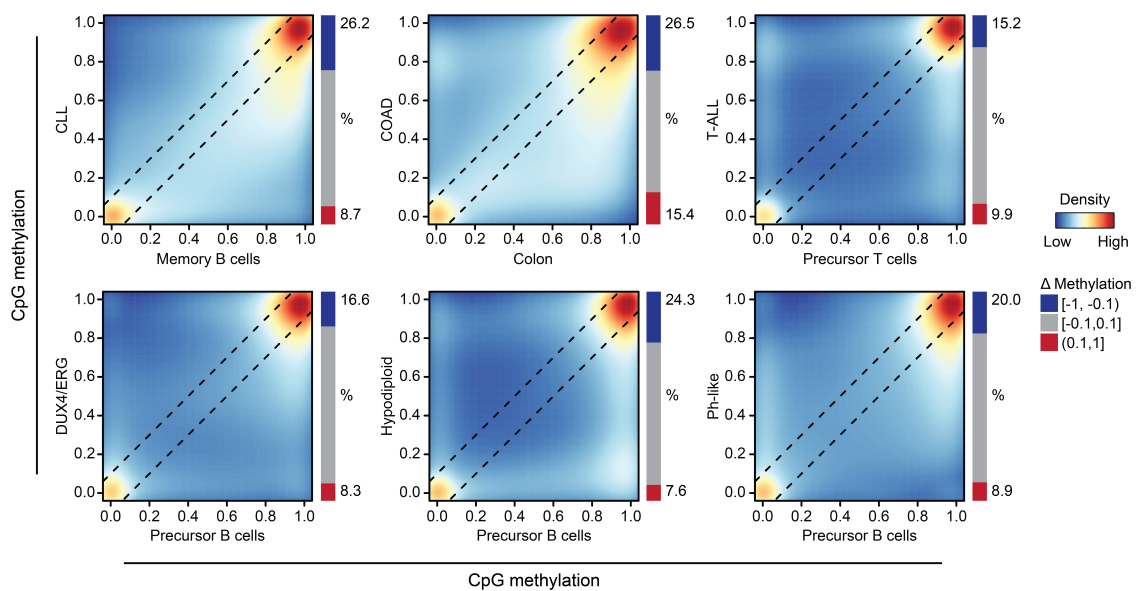 CpG methylation
CLL
1.0
0.8
0.6
0.4
0.2
0.0
0.0 0.2 0.4 0.6 0.8 1.0
Memory B cells
26.2
%
8.7
COAD
1.0
0.8
0.6
0.4
0.2
0.0
0.0 0.2 0.4 0.6 0.8 1.0
Colon
26.5
%
15.4
T-ALL
1.0
0.8
0.6
0.4
0.2
0.0
0.0 0.2 0.4 0.6 0.8 1.0
Precursor T cells
15.2
%
9.9
DUX4/ERG
1.0
0.8
0.6
0.4
0.2
0.0
0.0 0.2 0.4 0.6 0.8 1.0
Precursor B cells
16.6
%
8.3
Hypodiploid
1.0
0.8
0.6
0.4
0.2
0.0
0.0 0.2 0.4 0.6 0.8 1.0
Precursor B cells
24.3
%
7.6
Ph-like
1.0
0.8
0.6
0.4
0.2
0.0
0.0 0.2 0.4 0.6 0.8 1.0
Precursor B cells
20.0
%
8.9
Density
Low High
Δ Methylation
[-1, -0.1)
[-0.1,0.1]
(0.1,1]
CpG methylation